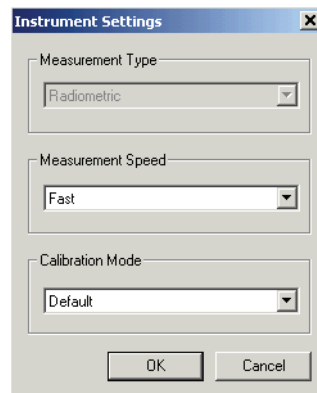 Instrument Settings
Measurement Type
Radiometric
Measurement Speed
Fast
Calibration Mode
Default
OK Cancel